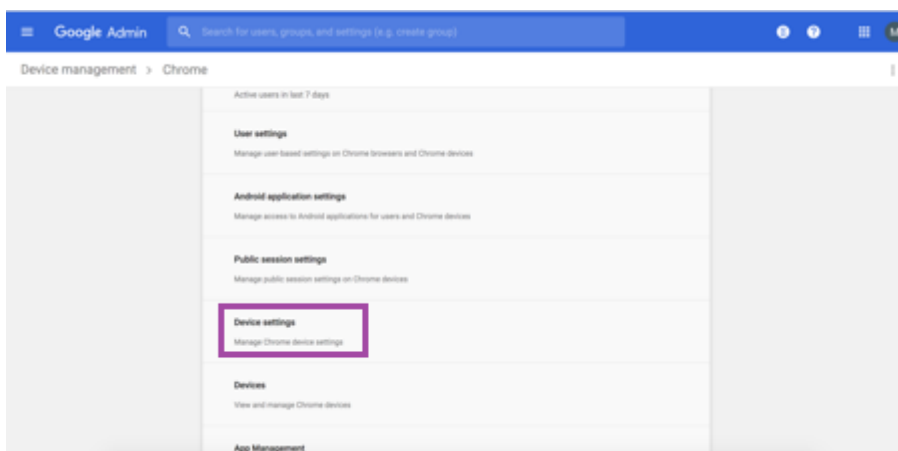 Google Admin
Search for users, groups, and settings (e.g. create group)
Device management > Chrome
Active users in last 7 days
User settings
Manage user-based settings on Chrome browsers and Chrome devices
Android application settings
Manage access to Android applications for users and Chrome devices
Public session settings
Manage public session settings on Chrome devices
Device settings
Manage Chrome device settings
Devices
View and manage Chrome devices
App Management